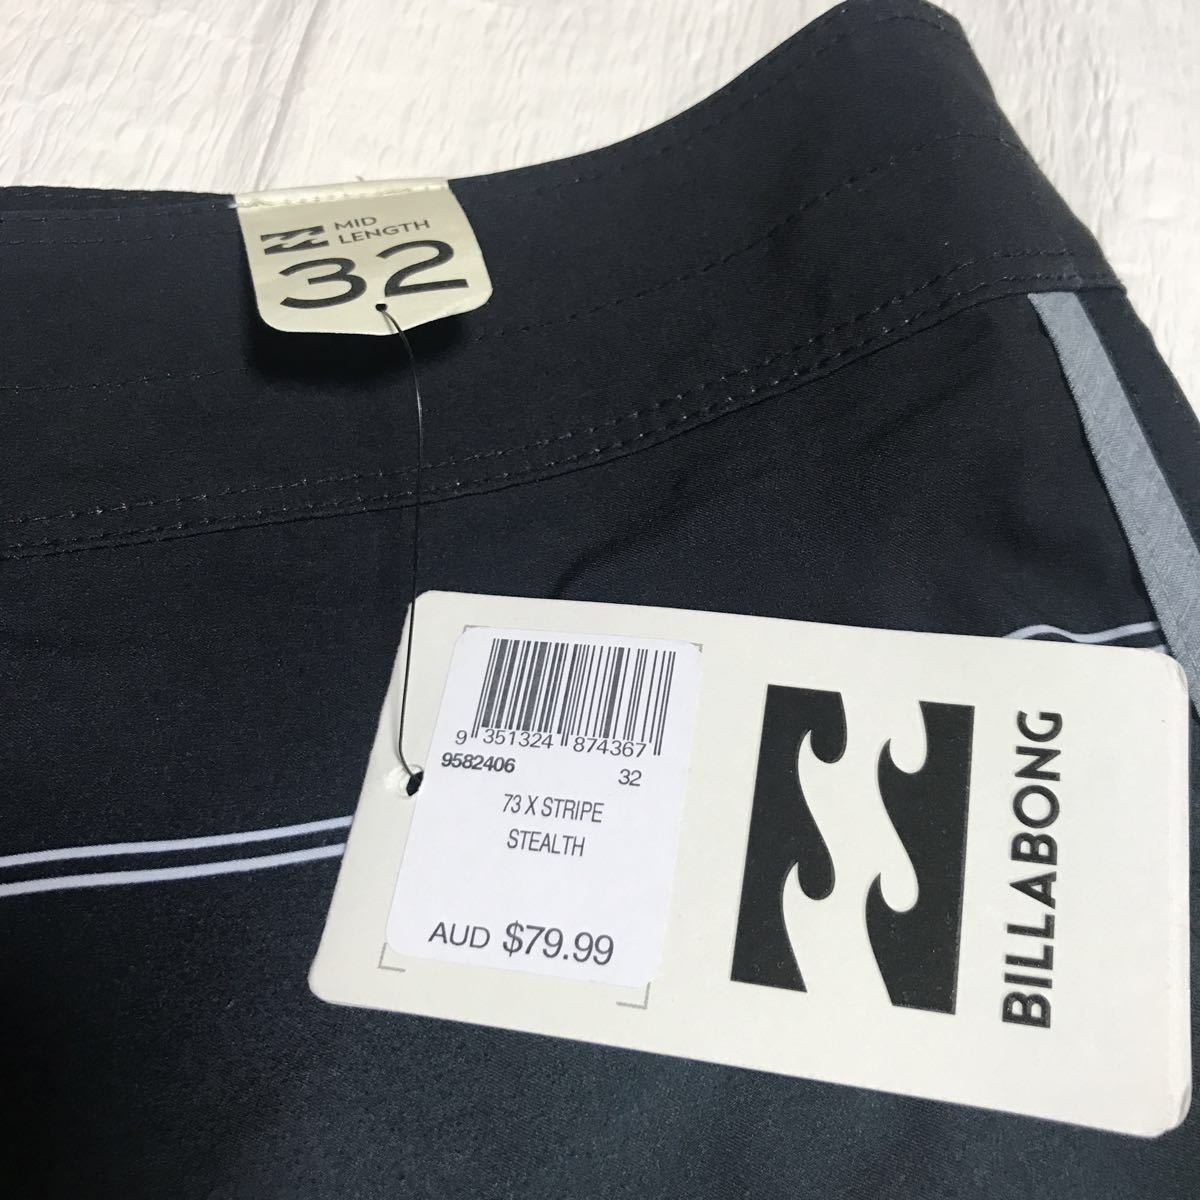 MID
LENGTH
32
9 351324 874367
9582406 32
73 X STRIPE
STEALTH
AUD $79.99
BILLABONG